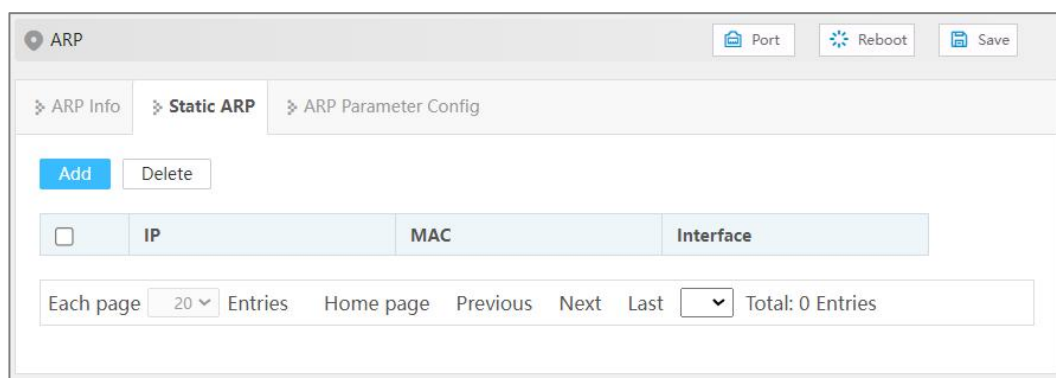 ARP Port Reboot Save
ARP Info Static ARP ARP Parameter Config
Add Delete
IP MAC Interface
Each page 20 Entries Home page Previous Next Last Total: 0 Entries